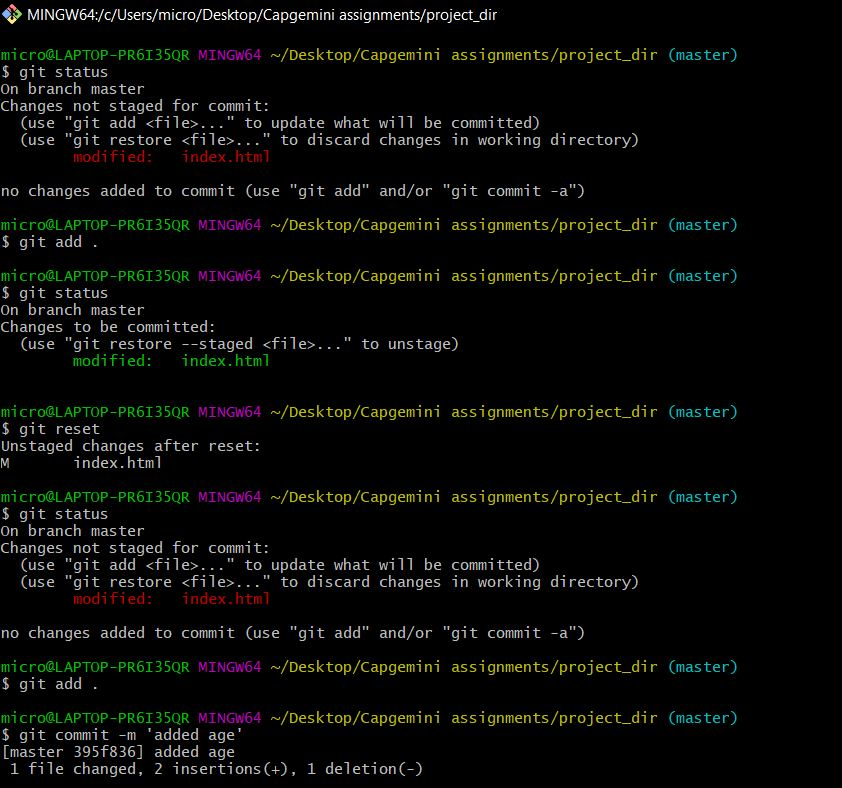 MINGW64:/c/Users/micro/Desktop/Capgemini assignments/project_dir
micro@LAPTOP-PR6I35QR MINGW64 ~/Desktop/Capgemini assignments/project_dir (master)
$ git status
On branch master
Changes not staged for commit:
  (use "git add <file>..." to update what will be committed)
  (use "git restore <file>..." to discard changes in working directory)
        modified:   index.html
no changes added to commit (use "git add" and/or "git commit -a")
micro@LAPTOP-PR6I35QR MINGW64 ~/Desktop/Capgemini assignments/project_dir (master)
$ git add .
micro@LAPTOP-PR6I35QR MINGW64 ~/Desktop/Capgemini assignments/project_dir (master)
$ git status
On branch master
Changes to be committed:
  (use "git restore --staged <file>..." to unstage)
        modified:   index.html
micro@LAPTOP-PR6I35QR MINGW64 ~/Desktop/Capgemini assignments/project_dir (master)
$ git reset
Unstaged changes after reset:
M       index.html
micro@LAPTOP-PR6I35QR MINGW64 ~/Desktop/Capgemini assignments/project_dir (master)
$ git status
On branch master
Changes not staged for commit:
  (use "git add <file>..." to update what will be committed)
  (use "git restore <file>..." to discard changes in working directory)
        modified:   index.html
no changes added to commit (use "git add" and/or "git commit -a")
micro@LAPTOP-PR6I35QR MINGW64 ~/Desktop/Capgemini assignments/project_dir (master)
$ git add .
micro@LAPTOP-PR6I35QR MINGW64 ~/Desktop/Capgemini assignments/project_dir (master)
$ git commit -m 'added age'
[master 395f836] added age
 1 file changed, 2 insertions(+), 1 deletion(-)